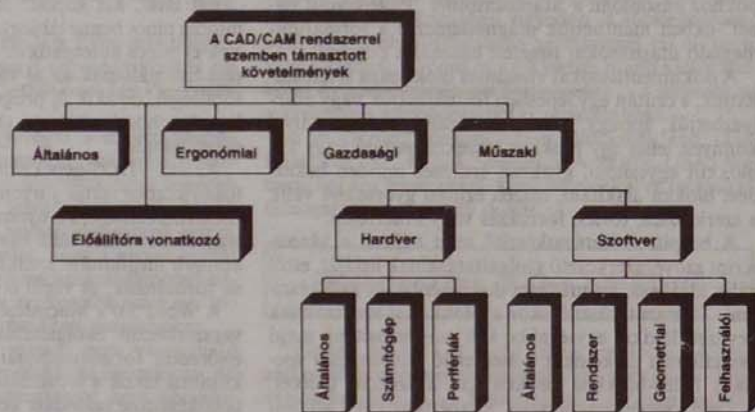 A CAD/CAM rendszerrel
szemben támasztott
követelmények
Általános
Ergonómiai
Gazdasági
Műszaki
Előállítóra vonatkozó
Hardver
Szoftver
Általános
Számítógép
Perifériák
Általános
Rendszer
Geometriai
Felhasználói